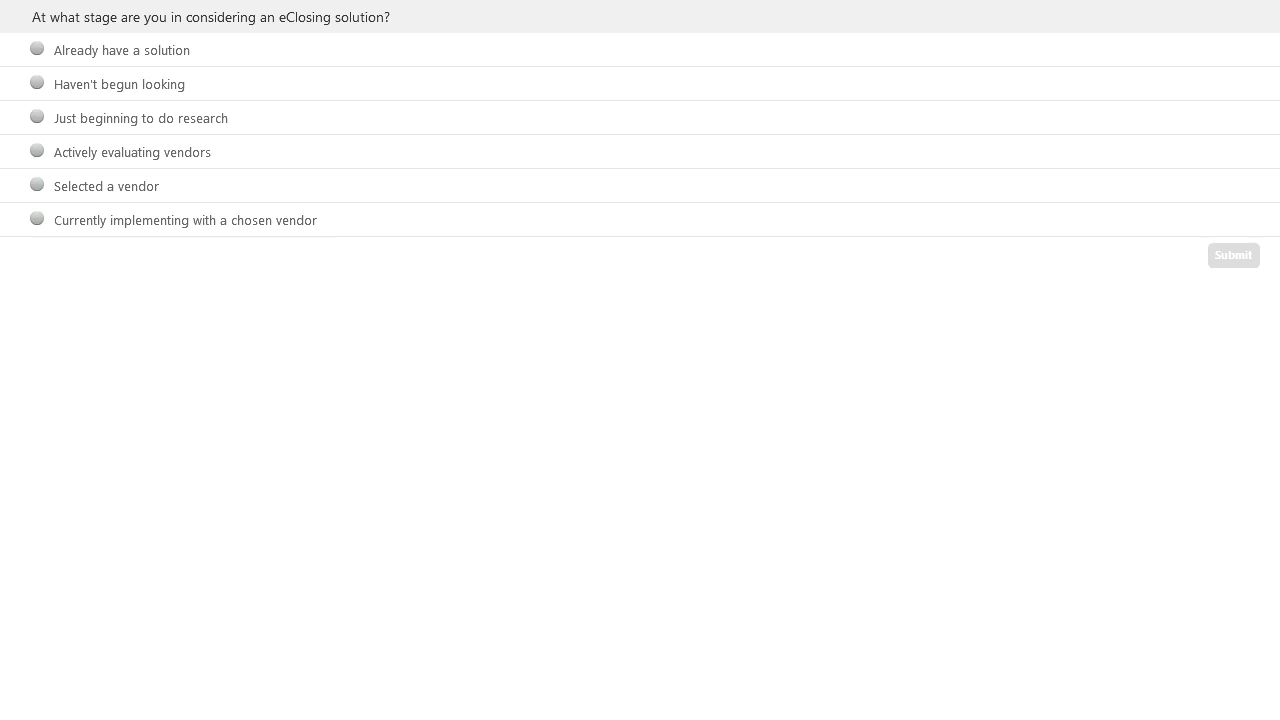 At what stage are you in considering an eClosing solution?
Already have a solution
Haven't begun looking
Just beginning to do research
Actively evaluating vendors
Selected a vendor
Currently implementing with a chosen vendor
Submit